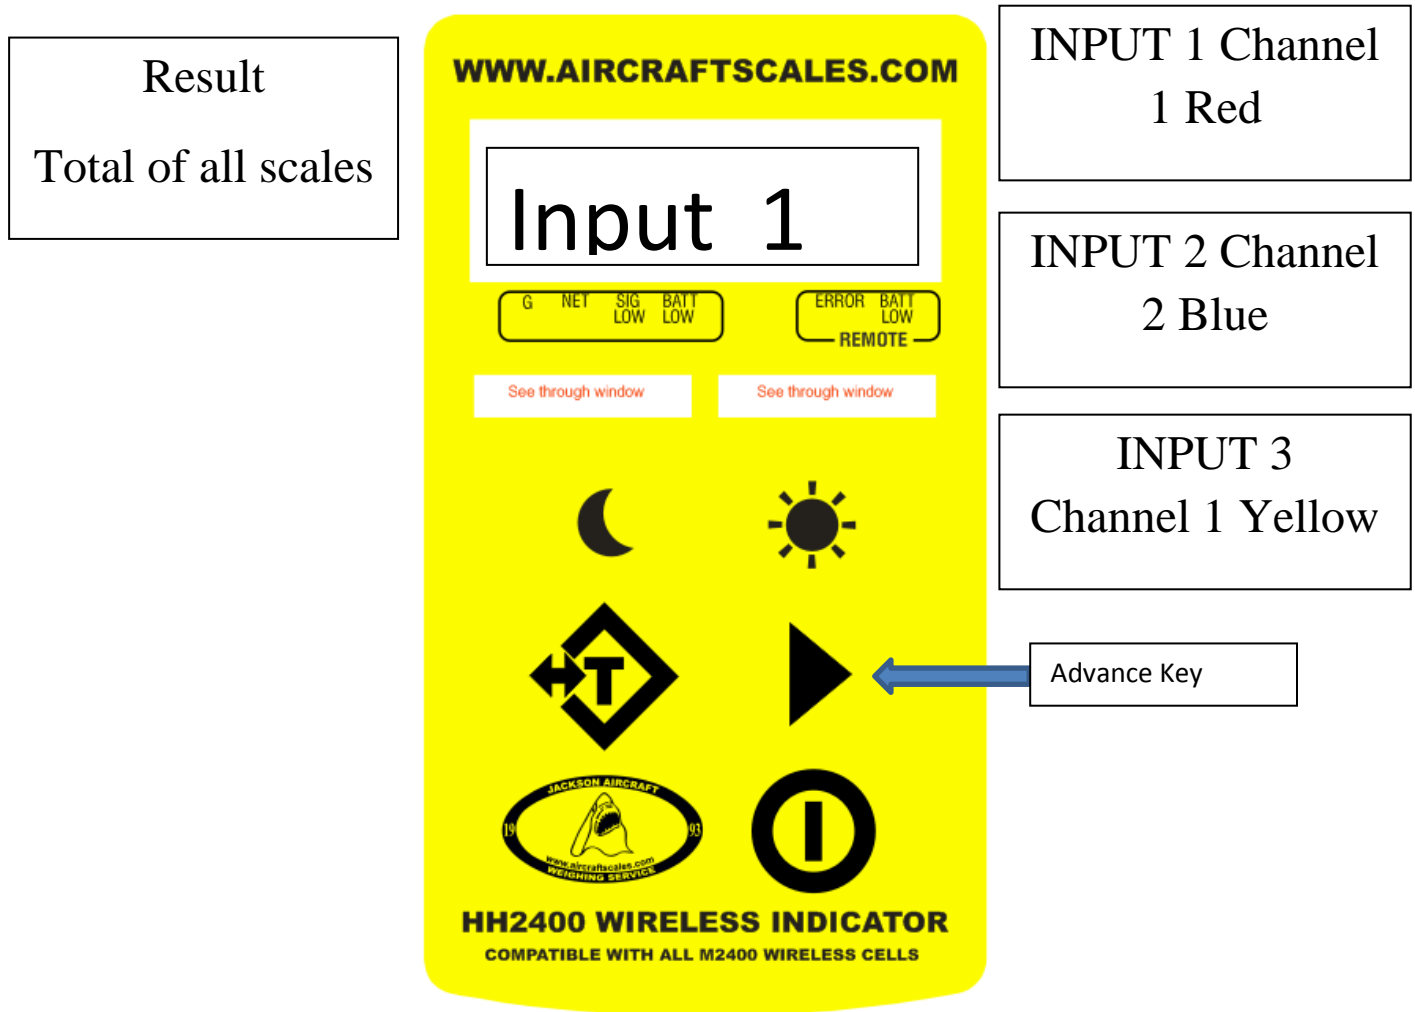 Result
Total of all scales
WWW.AIRCRAFTSCALES.COM
Input 1
G NET SIG LOW BATT LOW
ERROR BATT LOW
REMOTE
See through window
See through window
T
JACKSON AIRCRAFT
19 93
www.aircraftscales.com
WEIGHING SERVICE
HH2400 WIRELESS INDICATOR
COMPATIBLE WITH ALL M2400 WIRELESS CELLS
INPUT 1 Channel
1 Red
INPUT 2 Channel
2 Blue
INPUT 3
Channel 1 Yellow
Advance Key